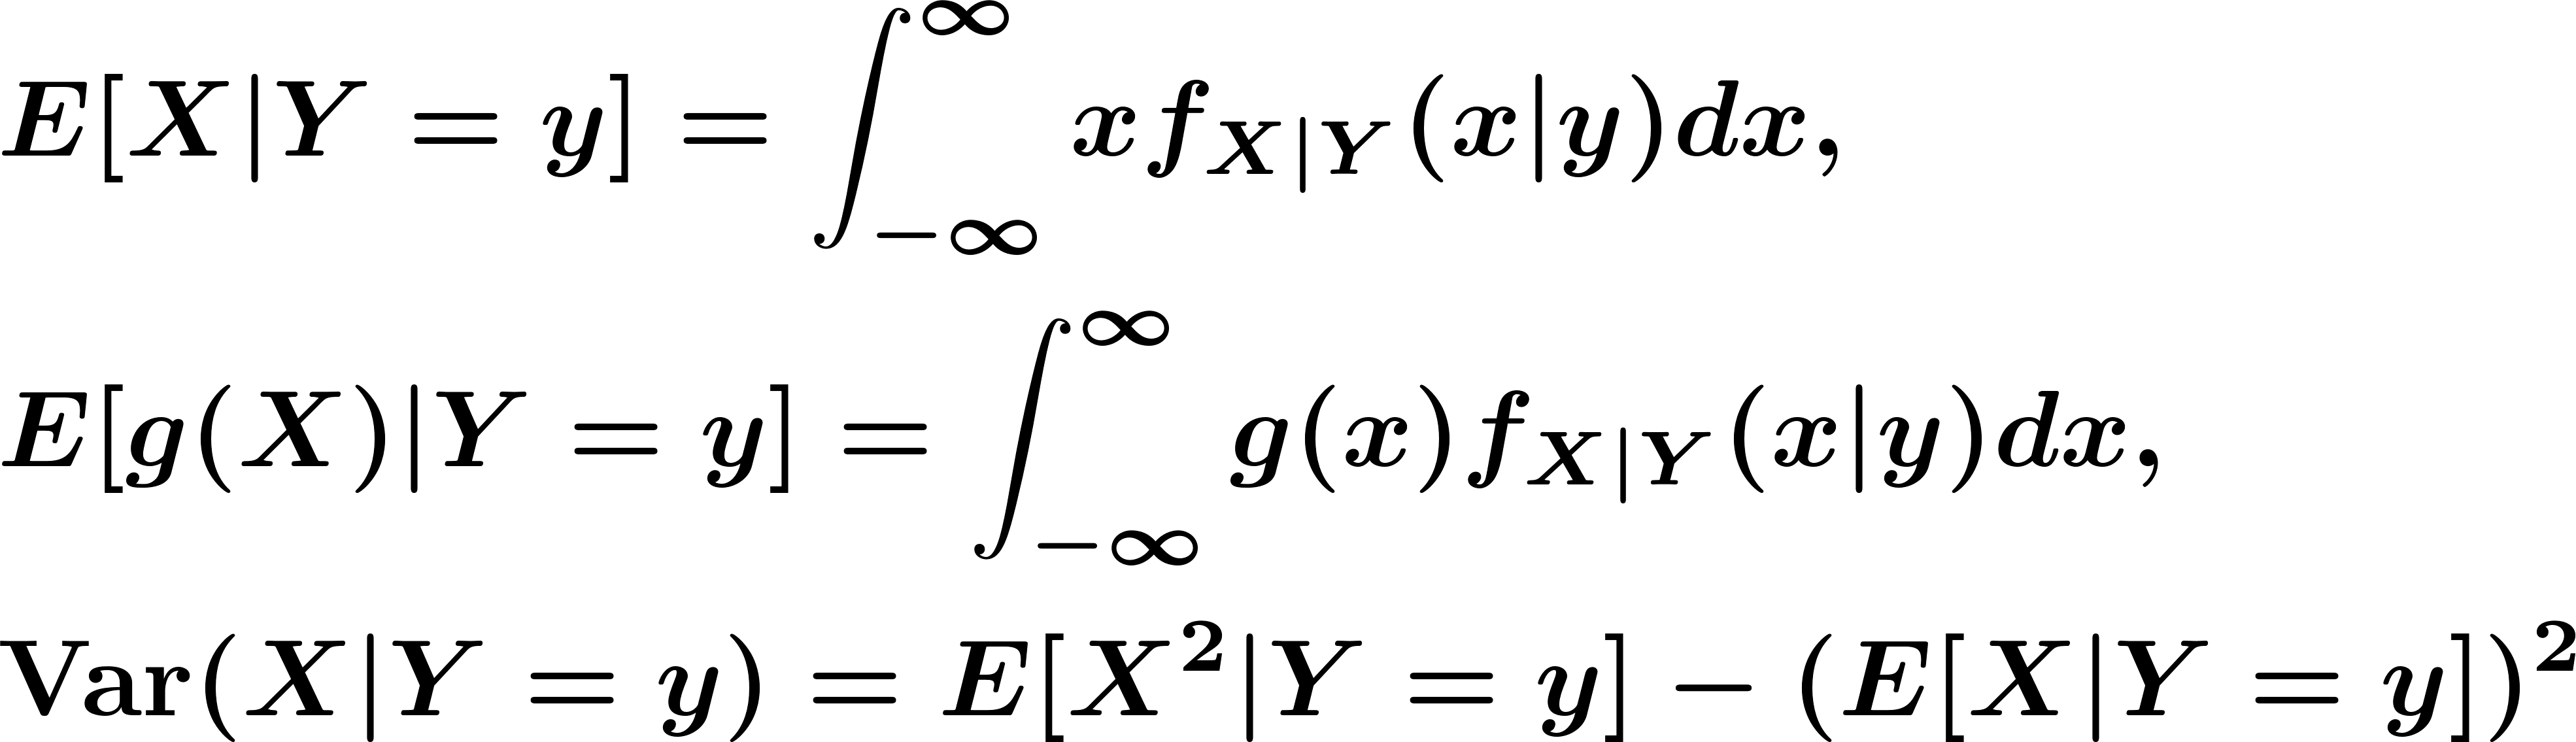 E[X|Y = y] = ∫_{-∞}^{∞} x f_{X|Y}(x|y)dx,
E[g(X)|Y = y] = ∫_{-∞}^{∞} g(x) f_{X|Y}(x|y)dx,
Var(X|Y = y) = E[X²|Y = y] − (E[X|Y = y])²